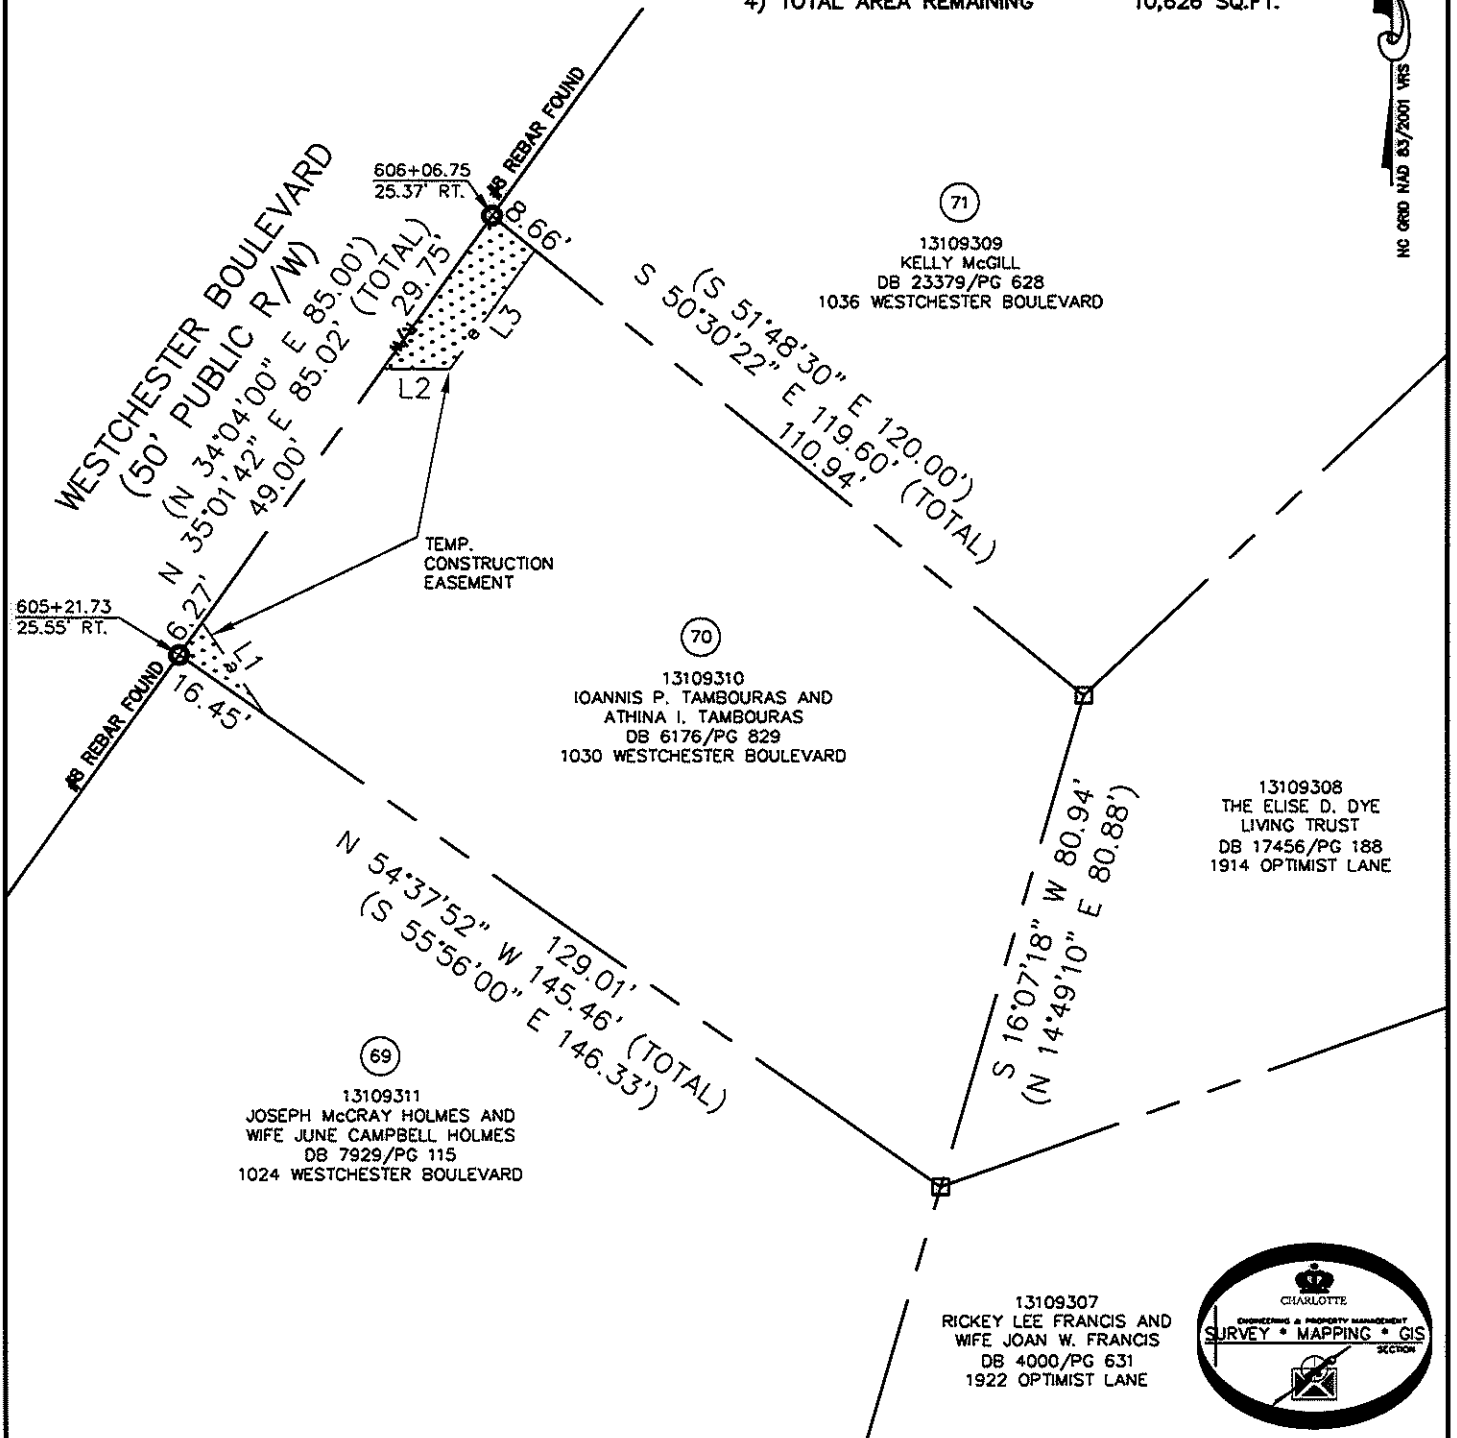 4) TOTAL AREA REMAINING 10,626 SQ.FT.
NC GRID NAD 83/2001 VRS
#8 REBAR FOUND
606+06.75
25.37' RT.
8.66'
WESTCHESTER BOULEVARD
(50' PUBLIC R/W)
(N 34°04'00" E 85.00')
N 35°01'42" E 85.02' (TOTAL)
29.75'
49.00'
6.27'
R/W
e
L3
L2
71
13109309
KELLY McGILL
DB 23379/PG 628
1036 WESTCHESTER BOULEVARD
(S 51°48'30" E 120.00')
S 50°30'22" E 119.60' (TOTAL)
110.94'
TEMP.
CONSTRUCTION
EASEMENT
605+21.73
25.55' RT.
L1
e
16.45'
#8 REBAR FOUND
70
13109310
IOANNIS P. TAMBOURAS AND
ATHINA I. TAMBOURAS
DB 6176/PG 829
1030 WESTCHESTER BOULEVARD
13109308
THE ELISE D. DYE
LIVING TRUST
DB 17456/PG 188
1914 OPTIMIST LANE
S 16°07'18" W 80.94'
(N 14°49'10" E 80.88')
129.01'
N 54°37'52" W 145.46' (TOTAL)
(S 55°56'00" E 146.33')
69
13109311
JOSEPH McCRAY HOLMES AND
WIFE JUNE CAMPBELL HOLMES
DB 7929/PG 115
1024 WESTCHESTER BOULEVARD
13109307
RICKEY LEE FRANCIS AND
WIFE JOAN W. FRANCIS
DB 4000/PG 631
1922 OPTIMIST LANE
CHARLOTTE
ENGINEERING & PROPERTY MANAGEMENT
SURVEY * MAPPING * GIS
SECTION